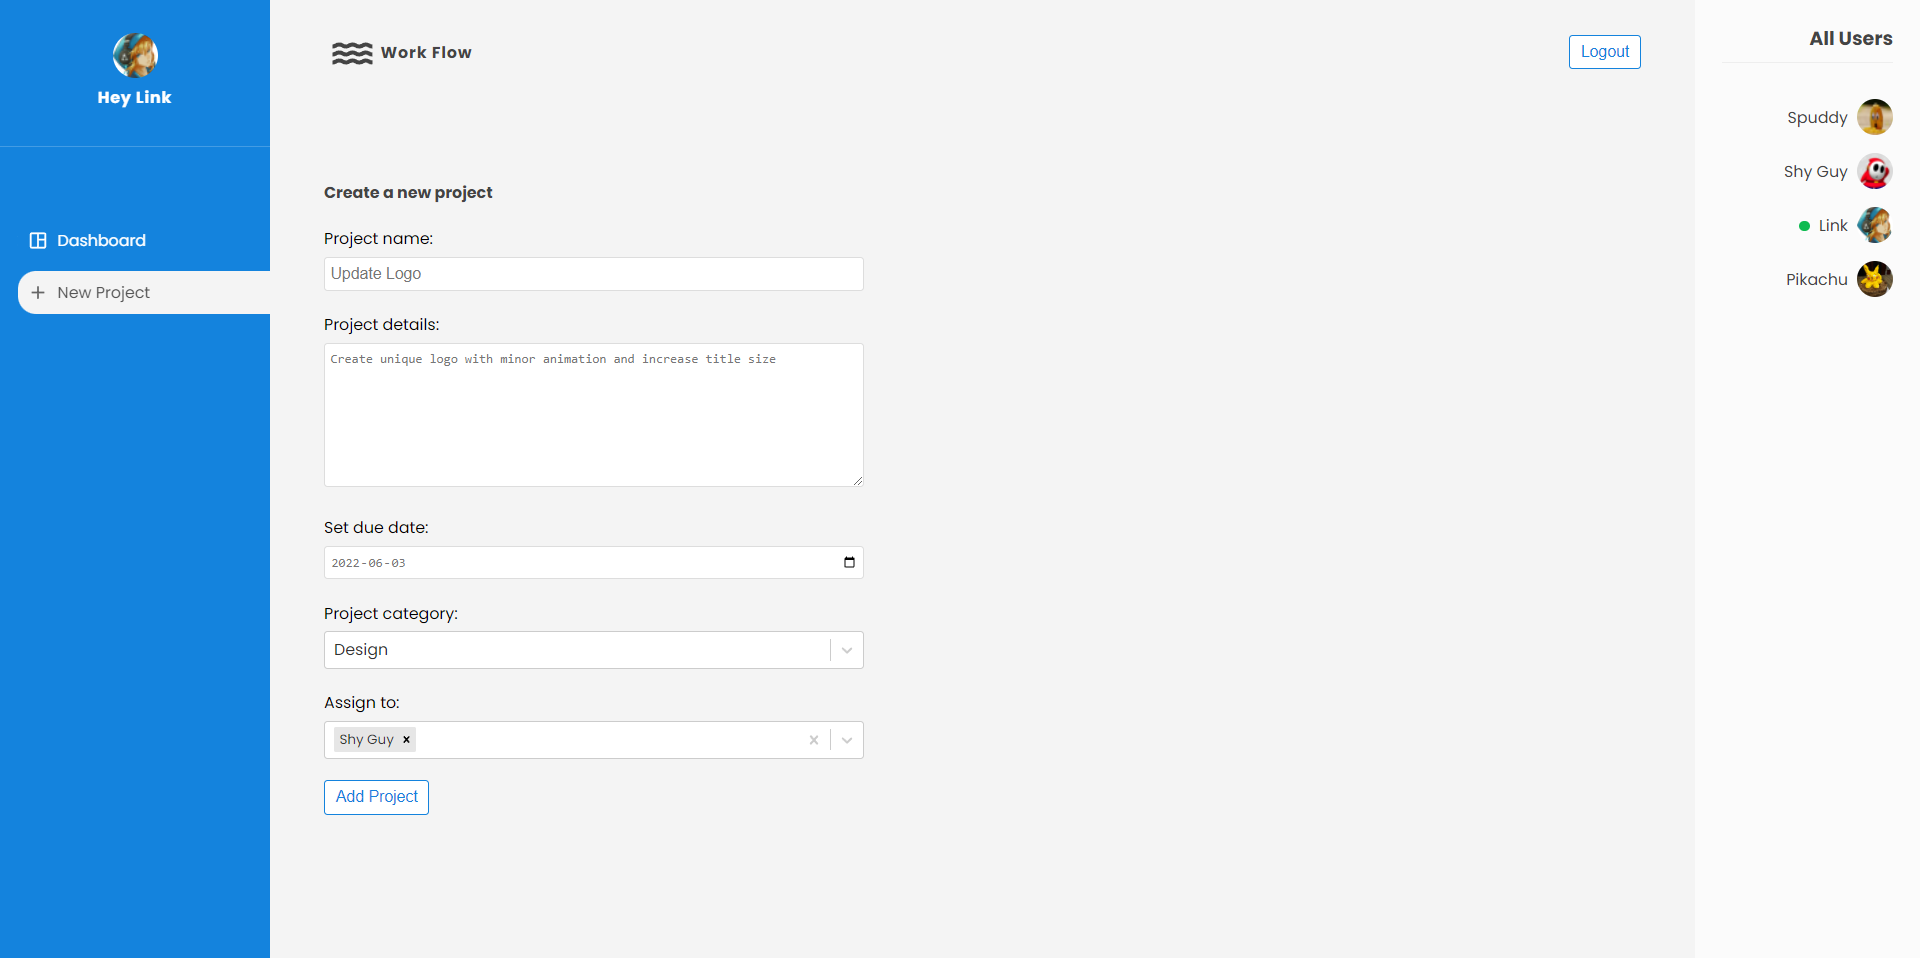 Hey Link
Dashboard
New Project
Work Flow
Logout
Create a new project
Project name:
Update Logo
Project details:
Create unique logo with minor animation and increase title size
Set due date:
2022-06-03
Project category:
Design
Assign to:
Shy Guy
Add Project
All Users
Spuddy
Shy Guy
Link
Pikachu